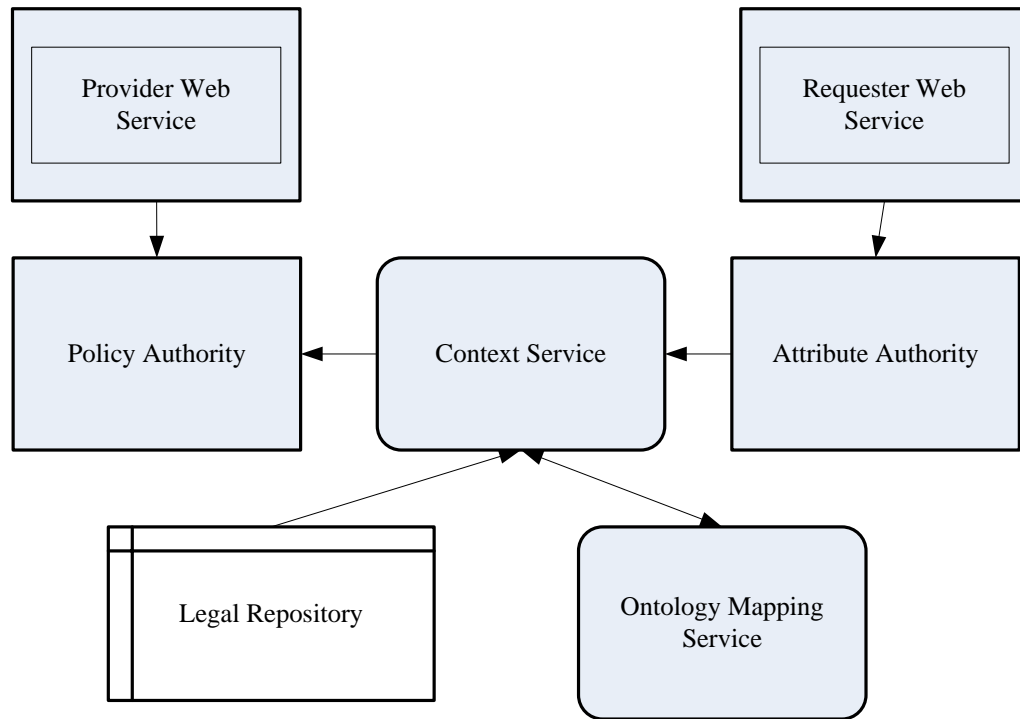 Provider Web
Service
Requester Web
Service
Policy Authority
Context Service
Attribute Authority
Legal Repository
Ontology Mapping
Service